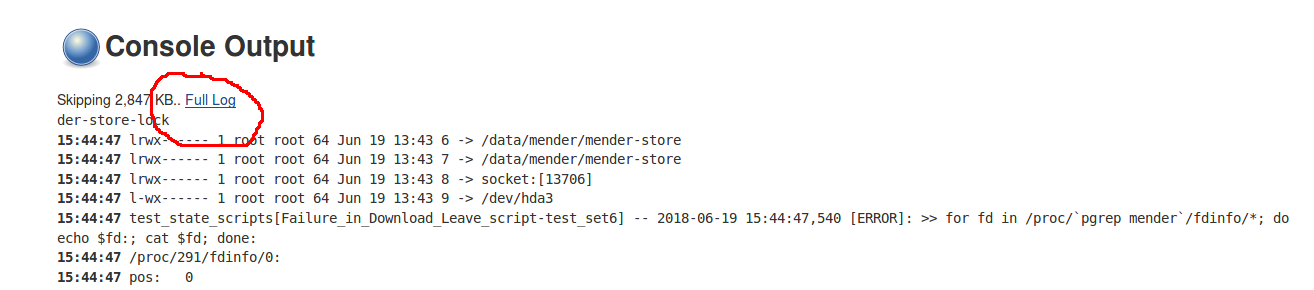 Console Output
Skipping 2,847 KB.. Full Log
der-store-lock
15:44:47 lrwx------ 1 root root 64 Jun 19 13:43 6 -> /data/mender/mender-store
15:44:47 lrwx------ 1 root root 64 Jun 19 13:43 7 -> /data/mender/mender-store
15:44:47 lrwx------ 1 root root 64 Jun 19 13:43 8 -> socket:[13706]
15:44:47 l-wx------ 1 root root 64 Jun 19 13:43 9 -> /dev/hda3
15:44:47 test_state_scripts[Failure_in_Download_Leave_script-test_set6] -- 2018-06-19 15:44:47,540 [ERROR]: >> for fd in /proc/`pgrep mender`/fdinfo/*; do
echo $fd:; cat $fd; done:
15:44:47 /proc/291/fdinfo/0:
15:44:47 pos:   0